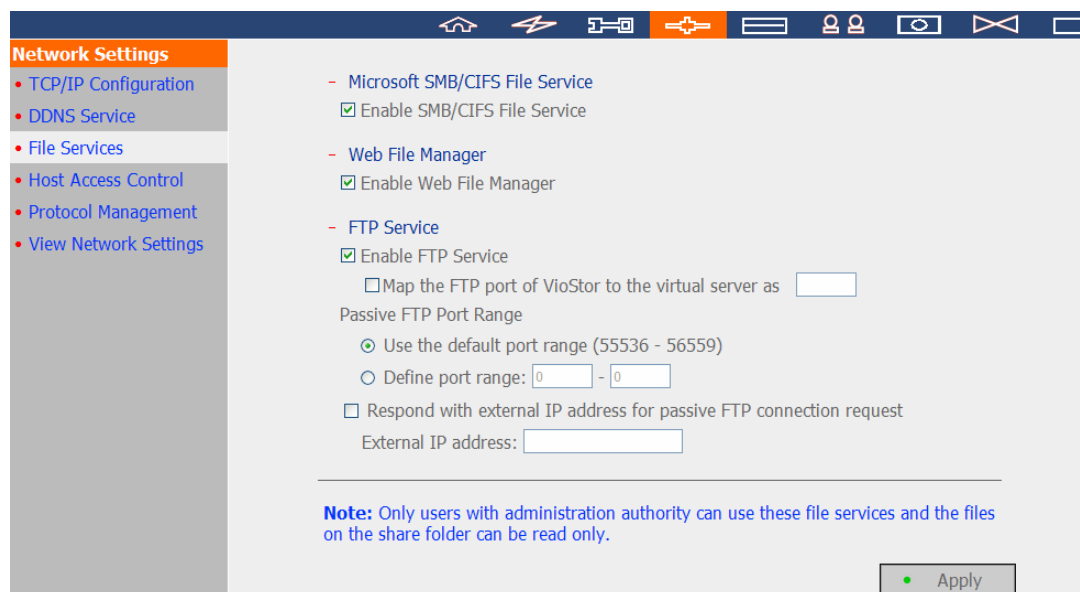 Network Settings
• TCP/IP Configuration
• DDNS Service
• File Services
• Host Access Control
• Protocol Management
• View Network Settings
– Microsoft SMB/CIFS File Service
Enable SMB/CIFS File Service
– Web File Manager
Enable Web File Manager
– FTP Service
Enable FTP Service
Map the FTP port of VioStor to the virtual server as
Passive FTP Port Range
Use the default port range (55536 - 56559)
Define port range: 0 - 0
Respond with external IP address for passive FTP connection request
External IP address:
Note: Only users with administration authority can use these file services and the files
on the share folder can be read only.
• Apply